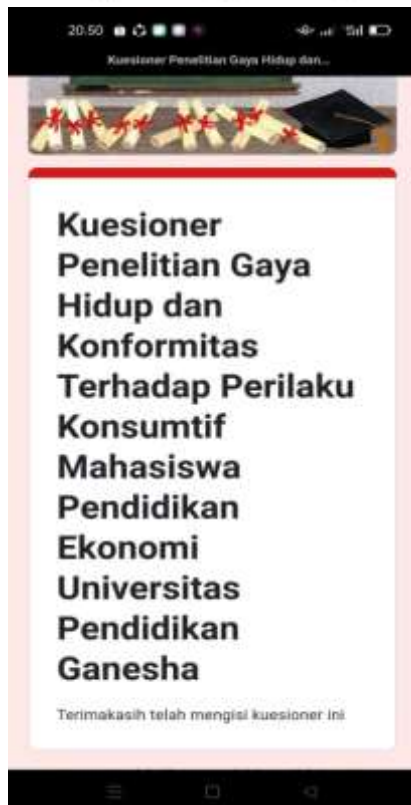 20.50
Kuesioner Penelitian Gaya Hidup dan...
Kuesioner
Penelitian Gaya
Hidup dan
Konformitas
Terhadap Perilaku
Konsumtif
Mahasiswa
Pendidikan
Ekonomi
Universitas
Pendidikan
Ganesha
Terimakasih telah mengisi kuesioner ini